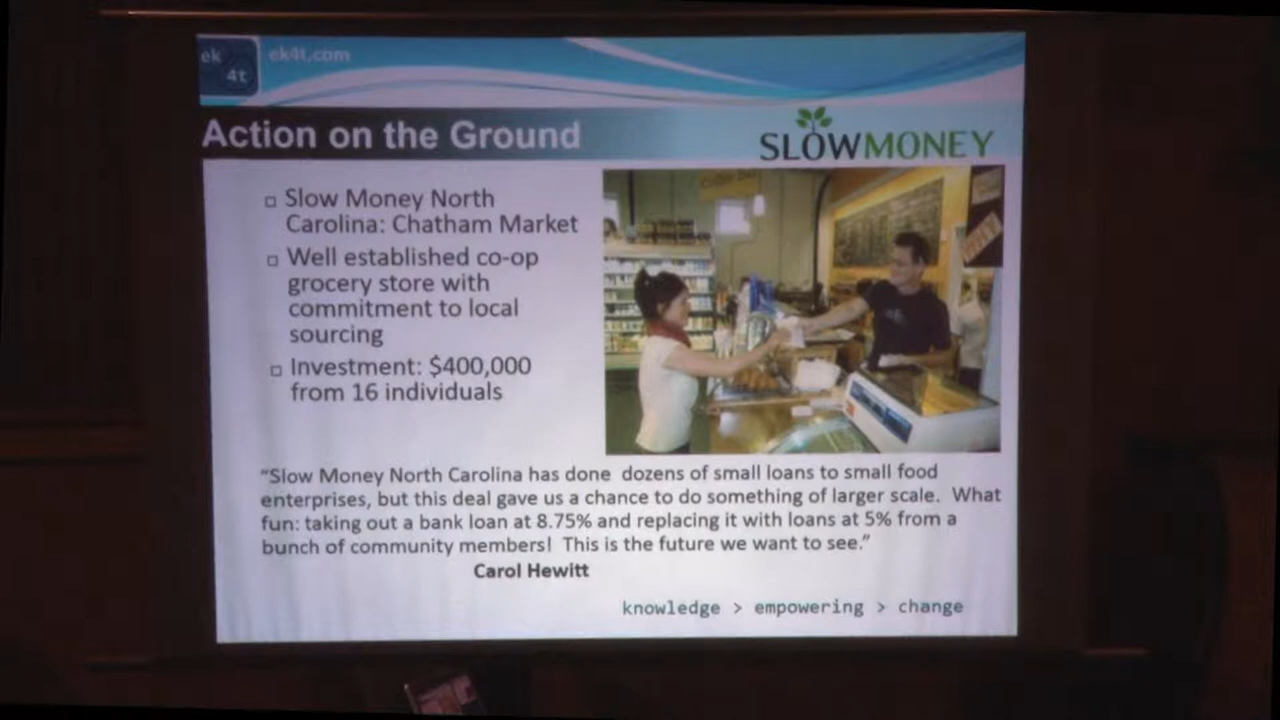 ek
4t
ek4t.com
Action on the Ground
SLOWMONEY
Slow Money North
Carolina: Chatham Market
Well established co-op
grocery store with
commitment to local
sourcing
Investment: $400,000
from 16 individuals
"Slow Money North Carolina has done dozens of small loans to small food
enterprises, but this deal gave us a chance to do something of larger scale. What
fun: taking out a bank loan at 8.75% and replacing it with loans at 5% from a
bunch of community members! This is the future we want to see."
Carol Hewitt
knowledge > empowering > change